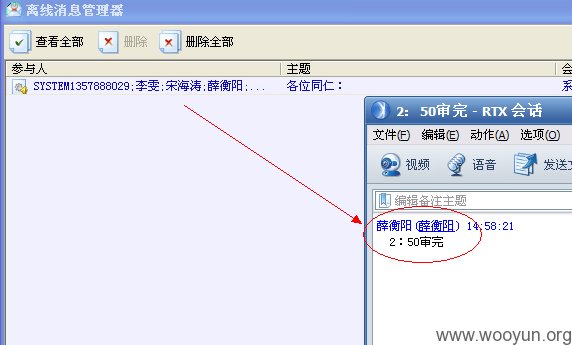 离线消息管理器
查看全部 删除 删除全部
参与人 主题 会
SYSTEM1357888029;李雯;宋海涛;薛衡阳,... 各位同仁： 系
2： 50审完 - RTX 会话
文件(F) 编辑(E) 动作(A) 选项(O)
视频 语音 发送文
编辑备注主题
薛衡阳(薛衡阳) 14:58:21
2：50审完
www.wooyun.org